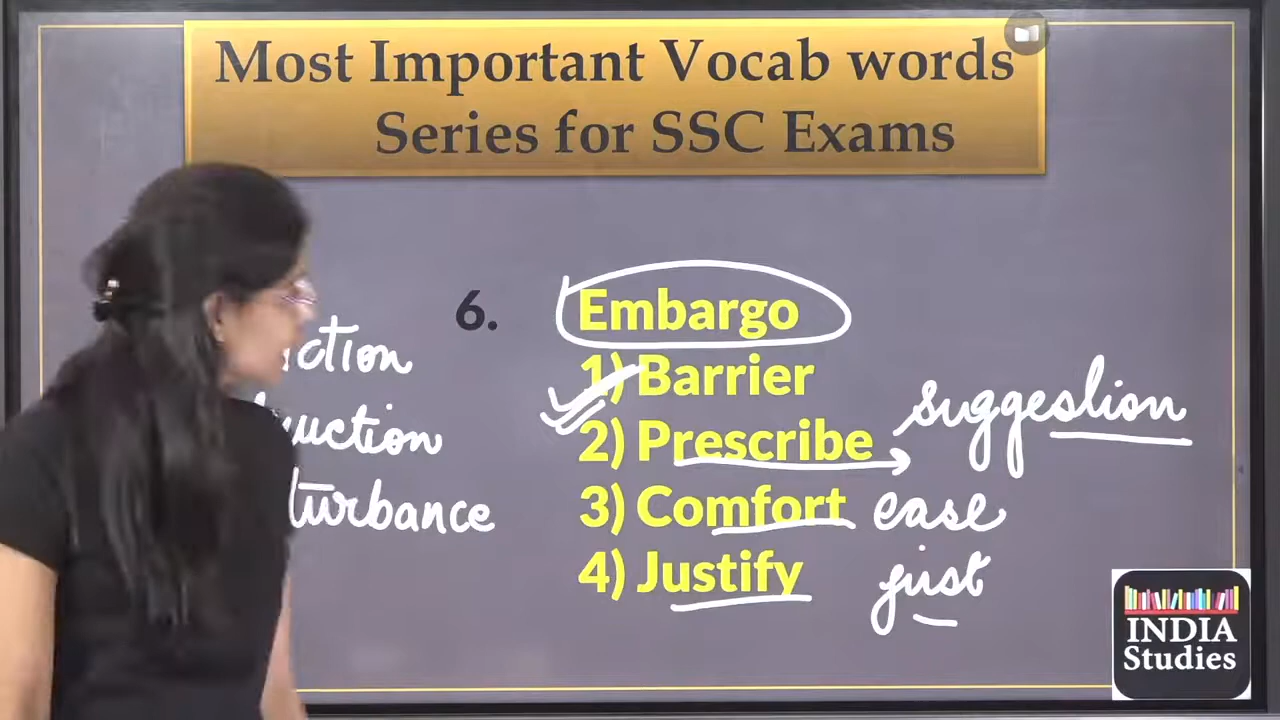 Most Important Vocab words
Series for SSC Exams
6. Embargo
1) Barrier
2) Prescribe
suggestion
3) Comfort ease
4) Justify just
INDIA
Studies